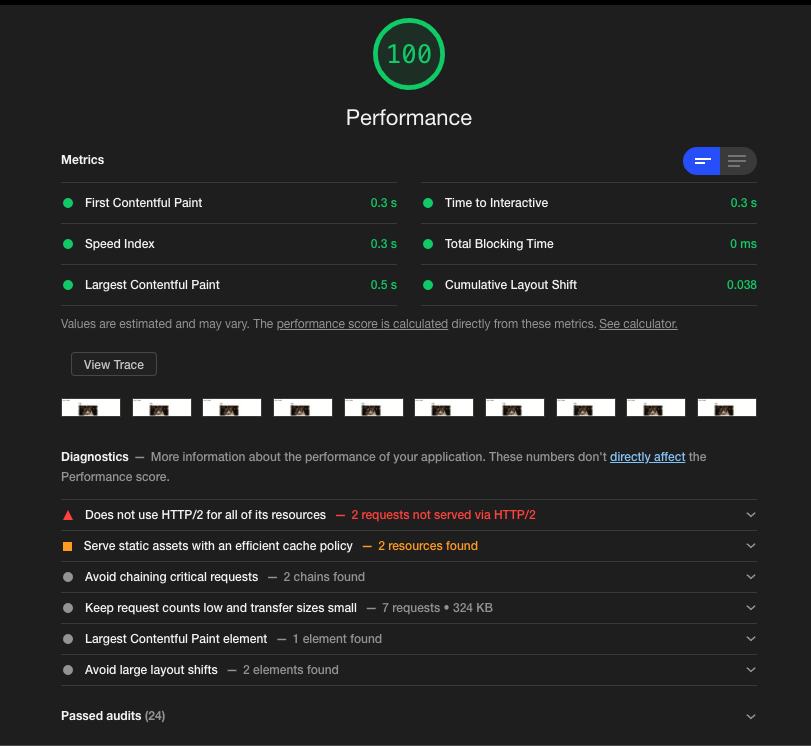 100
Performance
Metrics
First Contentful Paint 0.3 s
Time to Interactive 0.3 s
Speed Index 0.3 s
Total Blocking Time 0 ms
Largest Contentful Paint 0.5 s
Cumulative Layout Shift 0.038
Values are estimated and may vary. The performance score is calculated directly from these metrics. See calculator.
View Trace
Diagnostics — More information about the performance of your application. These numbers don't directly affect the
Performance score.
Does not use HTTP/2 for all of its resources — 2 requests not served via HTTP/2
Serve static assets with an efficient cache policy — 2 resources found
Avoid chaining critical requests — 2 chains found
Keep request counts low and transfer sizes small — 7 requests • 324 KB
Largest Contentful Paint element — 1 element found
Avoid large layout shifts — 2 elements found
Passed audits (24)